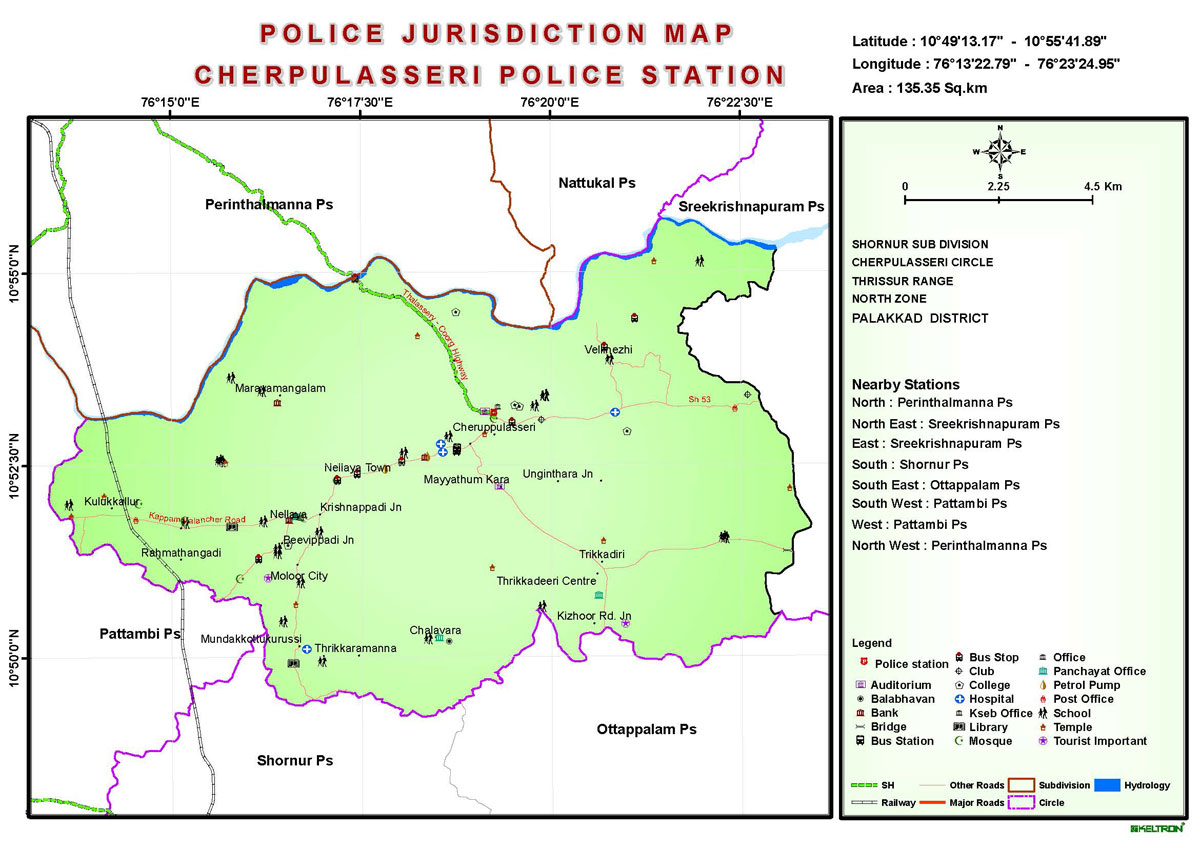 POLICE JURISDICTION MAP
CHERPULASSERI POLICE STATION
Latitude : 10°49'13.17" - 10°55'41.89"
Longitude : 76°13'22.79" - 76°23'24.95"
Area : 135.35 Sq.km
76°15'0"E 76°17'30"E 76°20'0"E 76°22'30"E
10°55'0"N
10°52'30"N
10°50'0"N
Nattukal Ps
Perinthalmanna Ps
Sreekrishnapuram Ps
Thalassery - Coorg Highway
Vellinezhi
Marayamangalam
Sh 53
Cheruppulasseri
Nellaya Town
Mayyathum Kara
Unginthara Jn
Kulukkallur
Krishnappadi Jn
Nellaya
Kappam Valancher Road
Beevippadi Jn
Rahmathangadi
Trikkadiri
Moloor City
Thrikkadeeri Centre
Kizhoor Rd. Jn
Pattambi Ps
Chalavara
Mundakkottukurussi
Thrikkaramanna
Ottappalam Ps
Shornur Ps
N
W E
S
0 2.25 4.5 Km
SHORNUR SUB DIVISION
CHERPULASSERI CIRCLE
THRISSUR RANGE
NORTH ZONE
PALAKKAD DISTRICT
Nearby Stations
North : Perinthalmanna Ps
North East : Sreekrishnapuram Ps
East : Sreekrishnapuram Ps
South : Shornur Ps
South East : Ottappalam Ps
South West : Pattambi Ps
West : Pattambi Ps
North West : Perinthalmanna Ps
Legend
Police station
Auditorium
Balabhavan
Bank
Bridge
Bus Station
Bus Stop
Club
College
Hospital
Kseb Office
Library
Mosque
Office
Panchayat Office
Petrol Pump
Post Office
School
Temple
Tourist Important
SH Other Roads Subdivision Hydrology
Railway Major Roads Circle
KELTRON